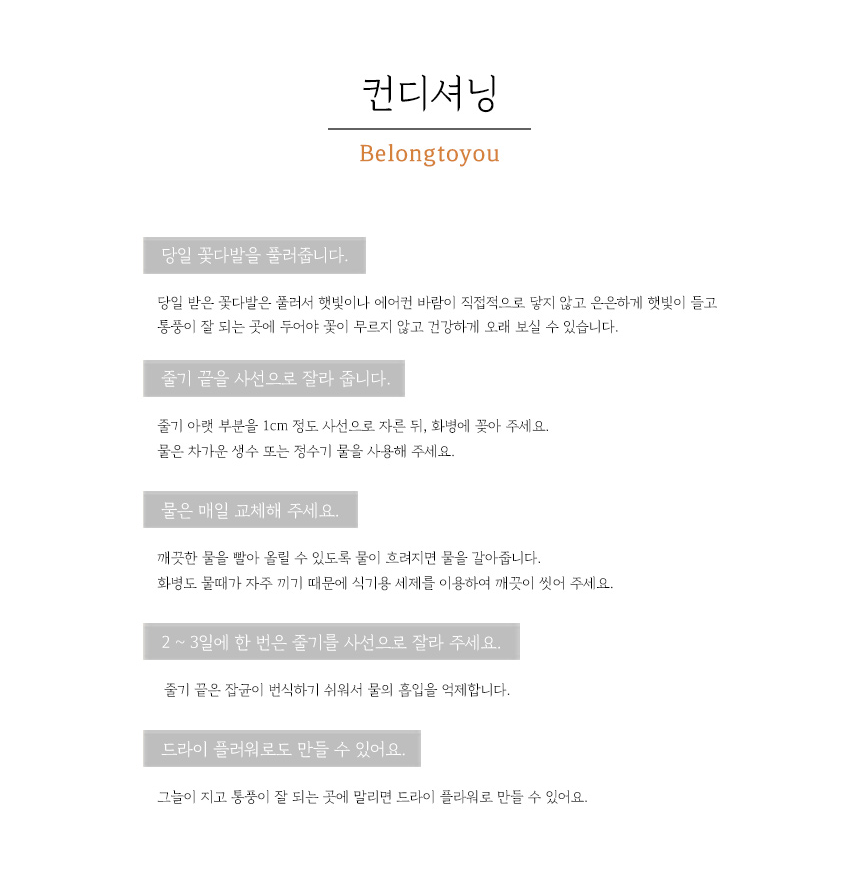 컨디셔닝
Belongtoyou
당일 꽃다발을 풀러줍니다.
당일 받은 꽃다발은 풀러서 햇빛이나 에어컨 바람이 직접적으로 닿지 않고 은은하게 햇빛이 들고
통풍이 잘 되는 곳에 두어야 꽃이 무르지 않고 건강하게 오래 보실 수 있습니다.
줄기 끝을 사선으로 잘라 줍니다.
줄기 아랫 부분을 1cm 정도 사선으로 자른 뒤, 화병에 꽂아 주세요.
물은 차가운 생수 또는 정수기 물을 사용해 주세요.
물은 매일 교체해 주세요.
깨끗한 물을 빨아 올릴 수 있도록 물이 흐려지면 물을 갈아줍니다.
화병도 물때가 자주 끼기 때문에 식기용 세제를 이용하여 깨끗이 씻어 주세요.
2 ~ 3일에 한 번은 줄기를 사선으로 잘라 주세요.
줄기 끝은 잡균이 번식하기 쉬워서 물의 흡입을 억제합니다.
드라이 플러워로도 만들 수 있어요.
그늘이 지고 통풍이 잘 되는 곳에 말리면 드라이 플라워로 만들 수 있어요.